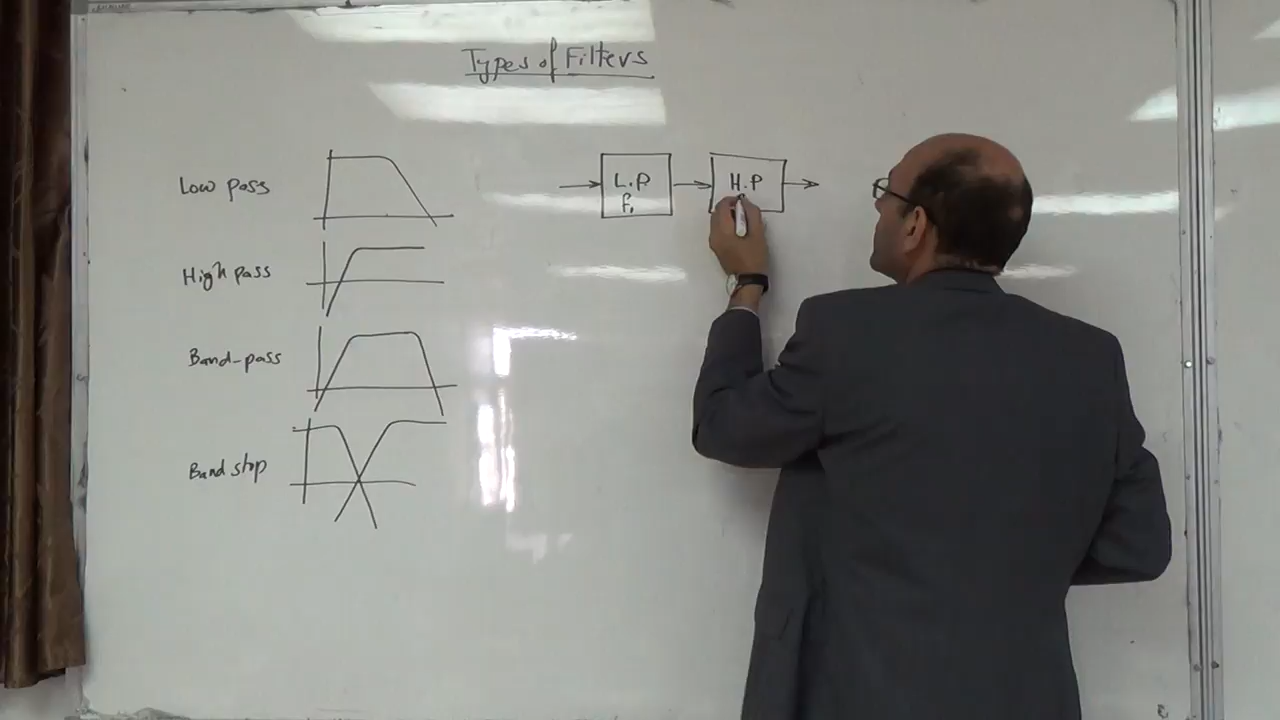 Types of Filters
Low pass
High pass
Band-pass
Band stop
L.P
f₁
H.P